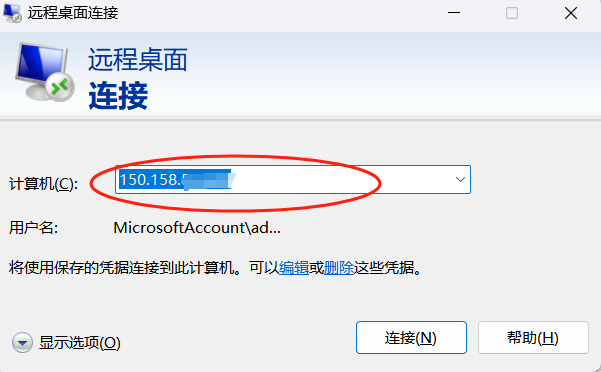 远程桌面连接
远程桌面
连接
计算机(C):
150.158.
用户名:
MicrosoftAccount\ad...
将使用保存的凭据连接到此计算机。可以编辑或删除这些凭据。
显示选项(O)
连接(N)
帮助(H)